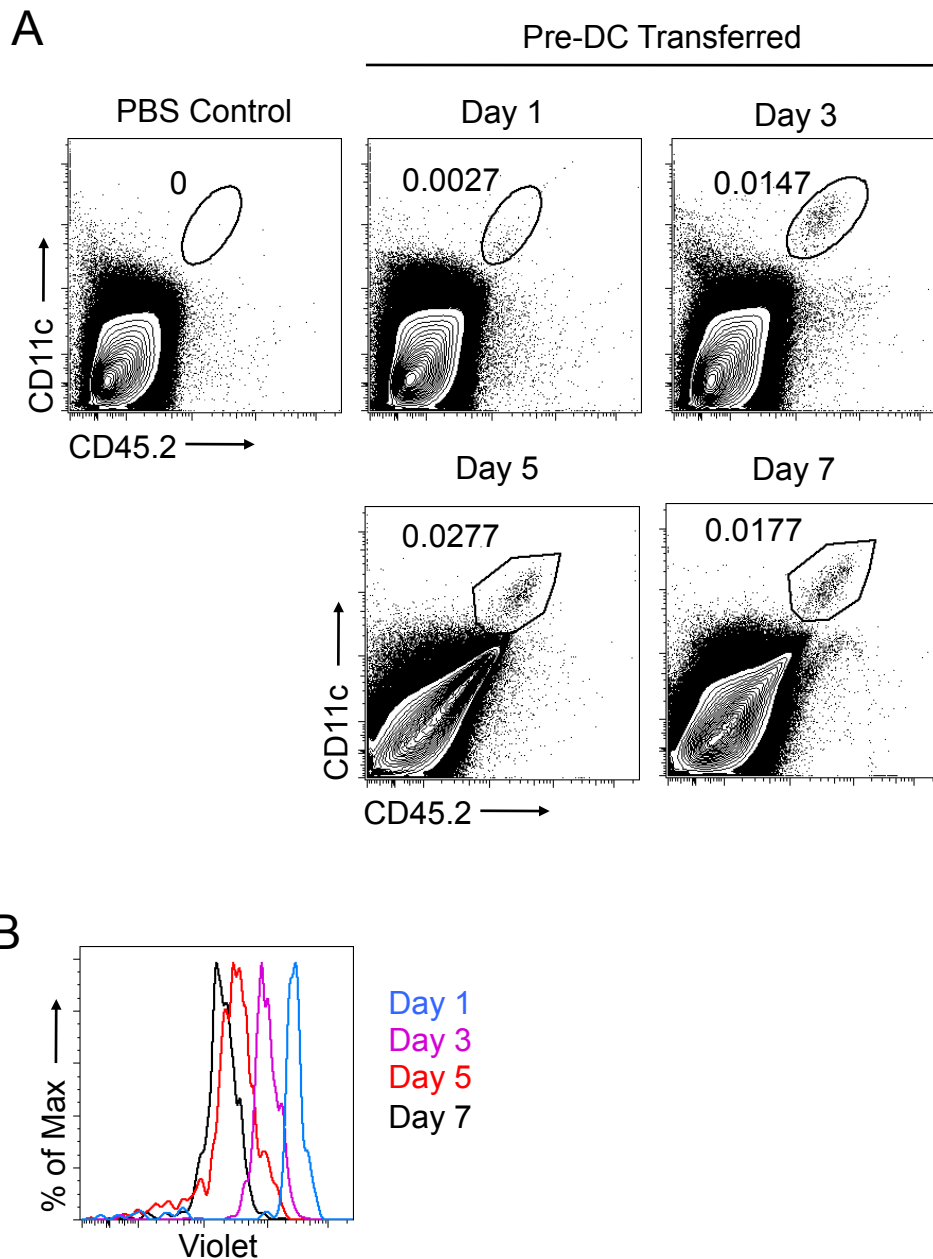 A
Pre-DC Transferred
PBS Control
Day 1
Day 3
0
0.0027
0.0147
CD11c
CD45.2
Day 5
Day 7
0.0277
0.0177
CD11c
CD45.2
B
% of Max
Violet
Day 1
Day 3
Day 5
Day 7